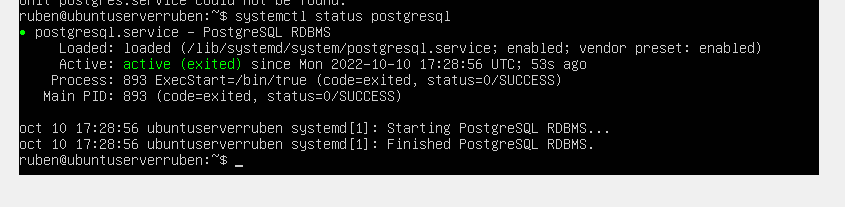 Unit postgres.service could not be found.
ruben@ubuntuserverruben:~$ systemctl status postgresql
● postgresql.service – PostgreSQL RDBMS
Loaded: loaded (/lib/systemd/system/postgresql.service; enabled; vendor preset: enabled)
Active: active (exited) since Mon 2022-10-10 17:28:56 UTC; 53s ago
Process: 893 ExecStart=/bin/true (code=exited, status=0/SUCCESS)
Main PID: 893 (code=exited, status=0/SUCCESS)
oct 10 17:28:56 ubuntuserverruben systemd[1]: Starting PostgreSQL RDBMS...
oct 10 17:28:56 ubuntuserverruben systemd[1]: Finished PostgreSQL RDBMS.
ruben@ubuntuserverruben:~$ _